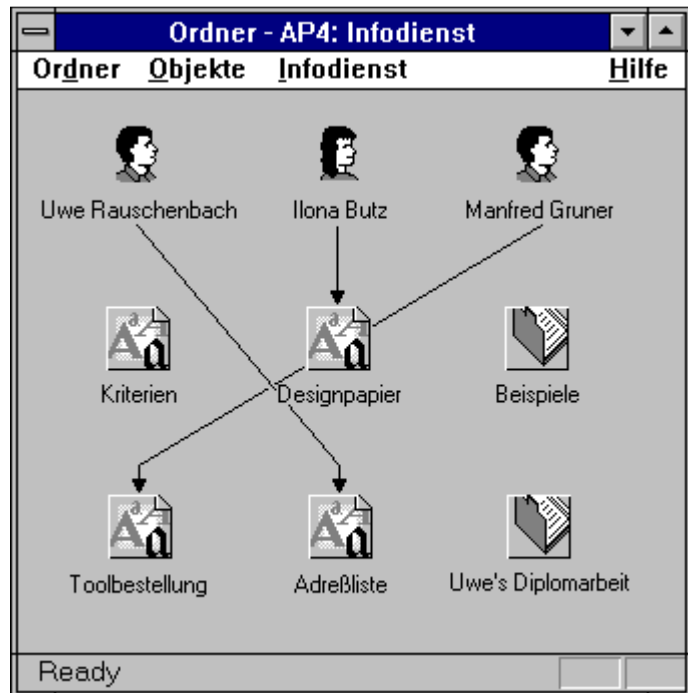 Ordner - AP4: Infodienst
Ordner Objekte Infodienst Hilfe
Uwe Rauschenbach Ilona Butz Manfred Gruner
Kriterien Designpapier Beispiele
Toolbestellung Adreßliste Uwe's Diplomarbeit
Ready